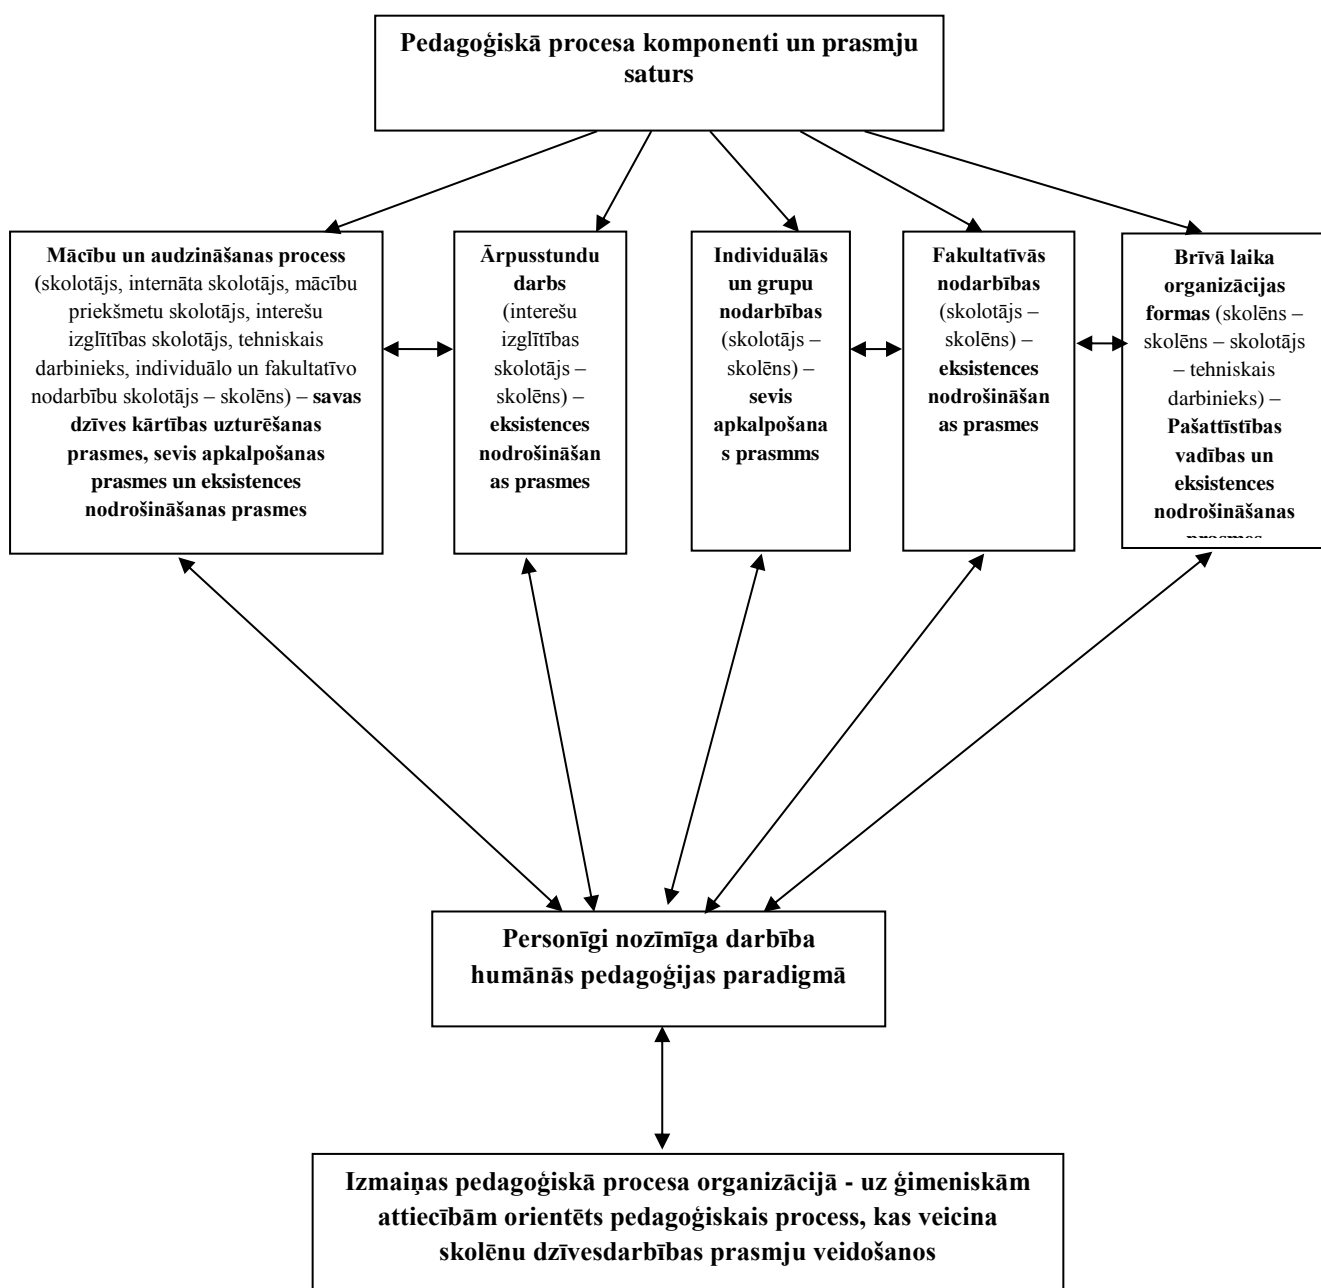 Pedagoģiskā procesa komponenti un prasmju
saturs
Mācību un audzināšanas process
(skolotājs, internāta skolotājs, mācību
priekšmetu skolotājs, interešu
izglītības skolotājs, tehniskais
darbinieks, individuālo un fakultatīvo
nodarbību skolotājs – skolēns) – savas
dzīves kārtības uzturēšanas
prasmes, sevis apkalpošanas
prasmes un eksistences
nodrošināšanas prasmes
Ārpusstundu
darbs
(interešu
izglītības
skolotājs –
skolēns) –
eksistences
nodrošināšan
as prasmes
Individuālās
un grupu
nodarbības
(skolotājs –
skolēns) –
sevis
apkalpošana
s prasmms
Fakultatīvās
nodarbības
(skolotājs –
skolēns) –
eksistences
nodrošināšan
as prasmes
Brīvā laika
organizācijas
formas (skolēns –
skolēns – skolotājs
– tehniskais
darbinieks) –
Pašattīstības
vadības un
eksistences
nodrošināšanas
prasmes
Personīgi nozīmīga darbība
humānās pedagoģijas paradigmā
Izmaiņas pedagoģiskā procesa organizācijā - uz ģimeniskām
attiecībām orientēts pedagoģiskais process, kas veicina
skolēnu dzīvesdarbības prasmju veidošanos